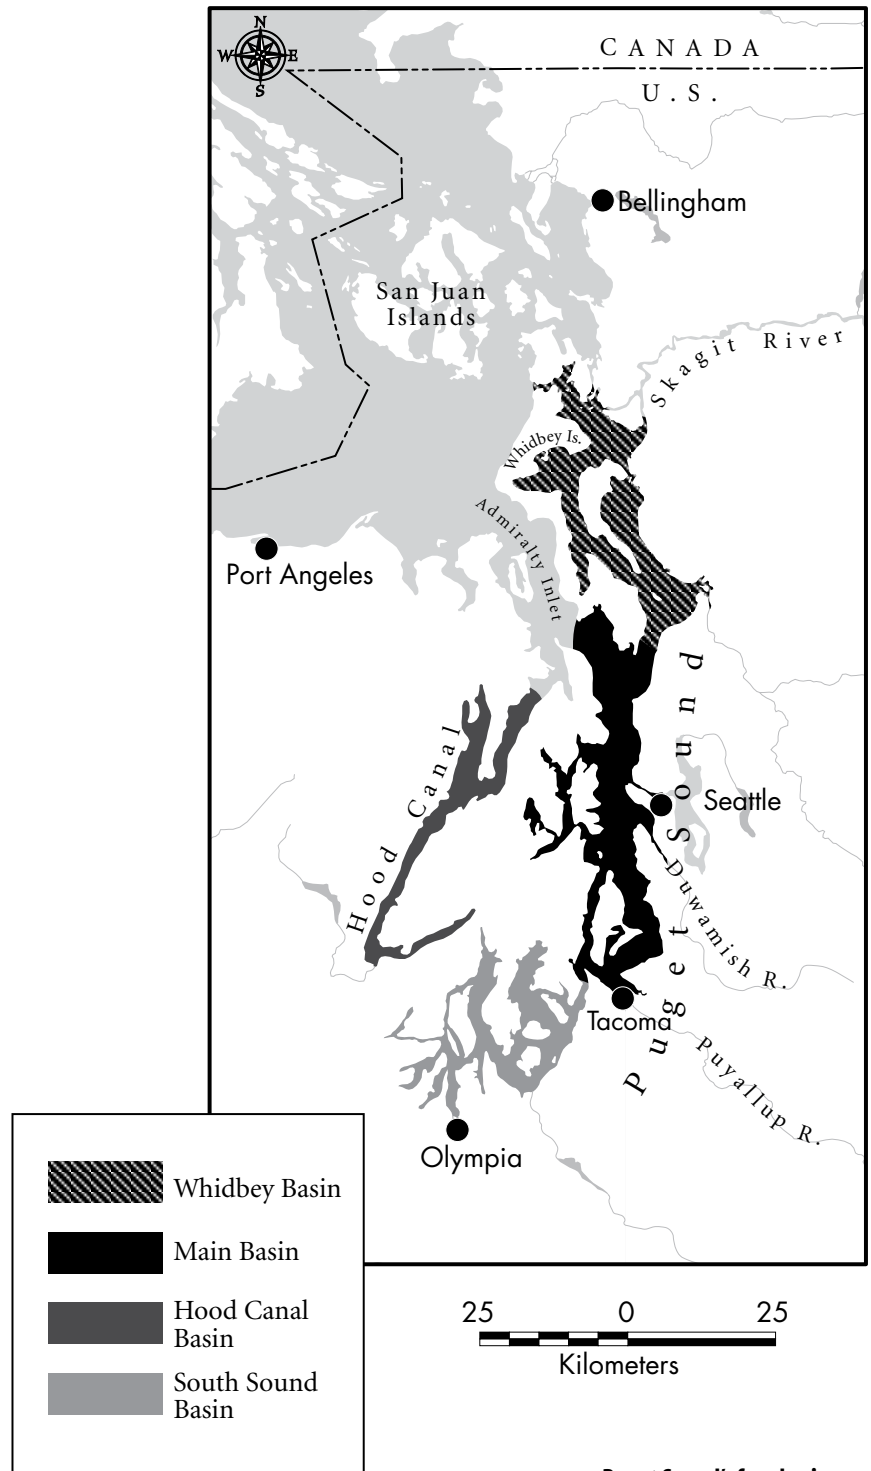 N
W E
S
CANADA
U.S.
Bellingham
San Juan
Islands
Skagit River
Whidbey Is.
Admiralty Inlet
Port Angeles
Hood Canal
Puget Sound
Seattle
Duwamish R.
Tacoma
Puyallup R.
Olympia
Whidbey Basin
Main Basin
Hood Canal
Basin
South Sound
Basin
25 0 25
Kilometers